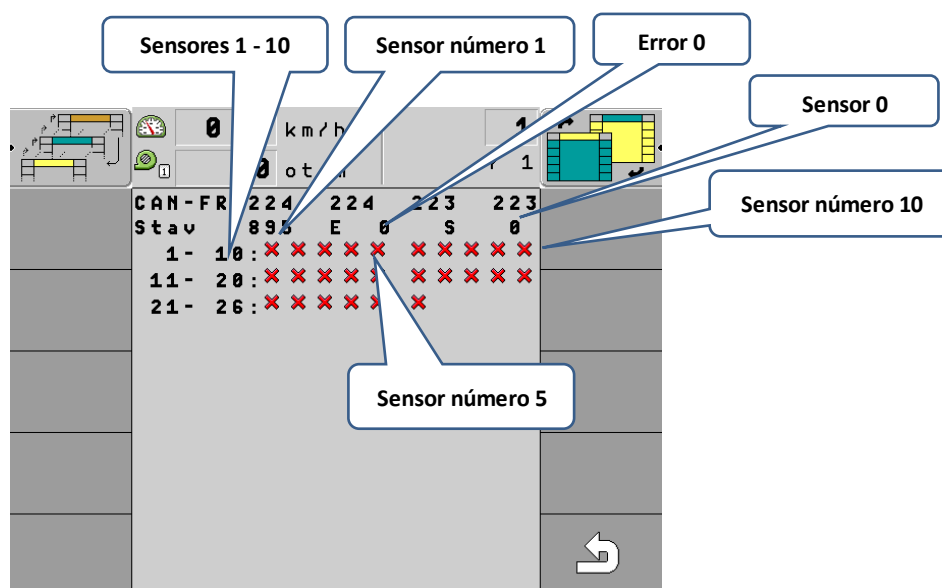 Sensores 1 - 10
Sensor número 1
Error 0
Sensor 0
Sensor número 10
Sensor número 5
0 km/h 1
1 0 1
CAN-FR 224 224 223 223
Stav 895 E 0 S 0
1- 10:
11- 20:
21- 26: